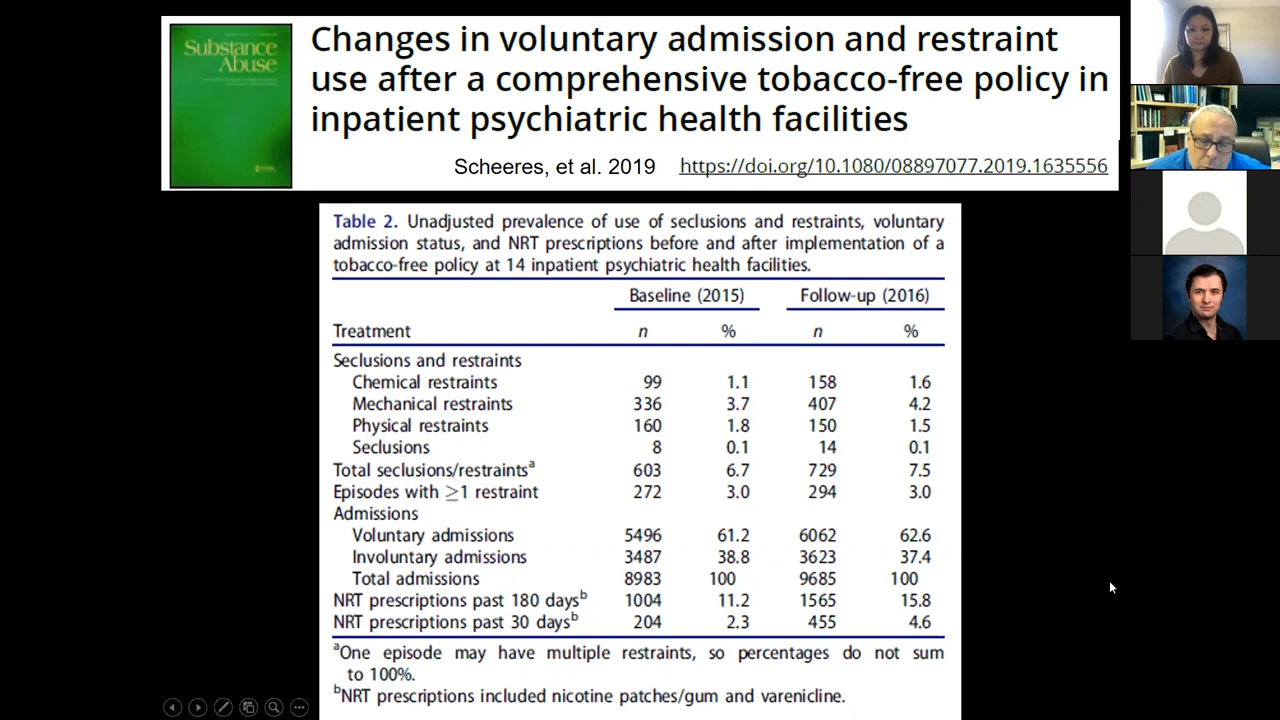 Substance
Abuse
Changes in voluntary admission and restraint
use after a comprehensive tobacco-free policy in
inpatient psychiatric health facilities
Scheeres, et al. 2019 https://doi.org/10.1080/08897077.2019.1635556
Table 2. Unadjusted prevalence of use of seclusions and restraints, voluntary
admission status, and NRT prescriptions before and after implementation of a
tobacco-free policy at 14 inpatient psychiatric health facilities.
Baseline (2015) Follow-up (2016)
Treatment n % n %
Seclusions and restraints
Chemical restraints 99 1.1 158 1.6
Mechanical restraints 336 3.7 407 4.2
Physical restraints 160 1.8 150 1.5
Seclusions 8 0.1 14 0.1
Total seclusions/restraintsᵃ 603 6.7 729 7.5
Episodes with ≥1 restraint 272 3.0 294 3.0
Admissions
Voluntary admissions 5496 61.2 6062 62.6
Involuntary admissions 3487 38.8 3623 37.4
Total admissions 8983 100 9685 100
NRT prescriptions past 180 daysᵇ 1004 11.2 1565 15.8
NRT prescriptions past 30 daysᵇ 204 2.3 455 4.6
ᵃOne episode may have multiple restraints, so percentages do not sum
to 100%.
ᵇNRT prescriptions included nicotine patches/gum and varenicline.